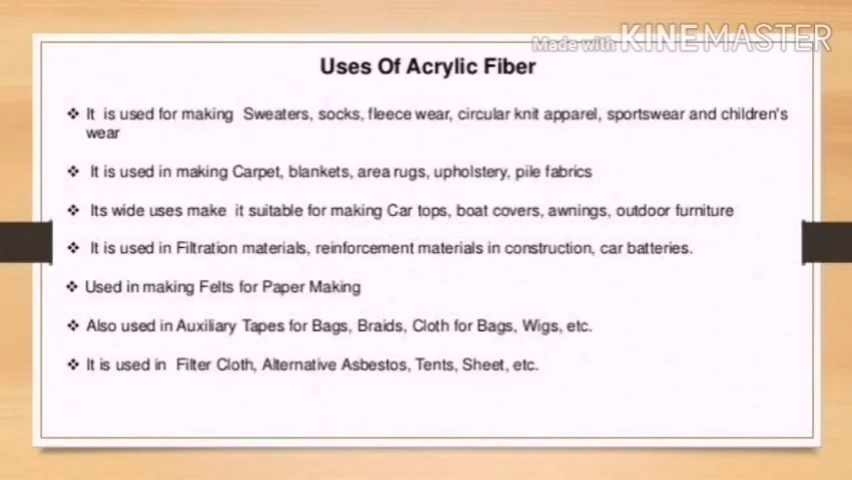 Made with KINEMASTER
Uses Of Acrylic Fiber
❖ It is used for making Sweaters, socks, fleece wear, circular knit apparel, sportswear and children's
wear
❖ It is used in making Carpet, blankets, area rugs, upholstery, pile fabrics
❖ Its wide uses make it suitable for making Car tops, boat covers, awnings, outdoor furniture
❖ It is used in Filtration materials, reinforcement materials in construction, car batteries.
❖ Used in making Felts for Paper Making
❖ Also used in Auxiliary Tapes for Bags, Braids, Cloth for Bags, Wigs, etc.
❖ It is used in Filter Cloth, Alternative Asbestos, Tents, Sheet, etc.